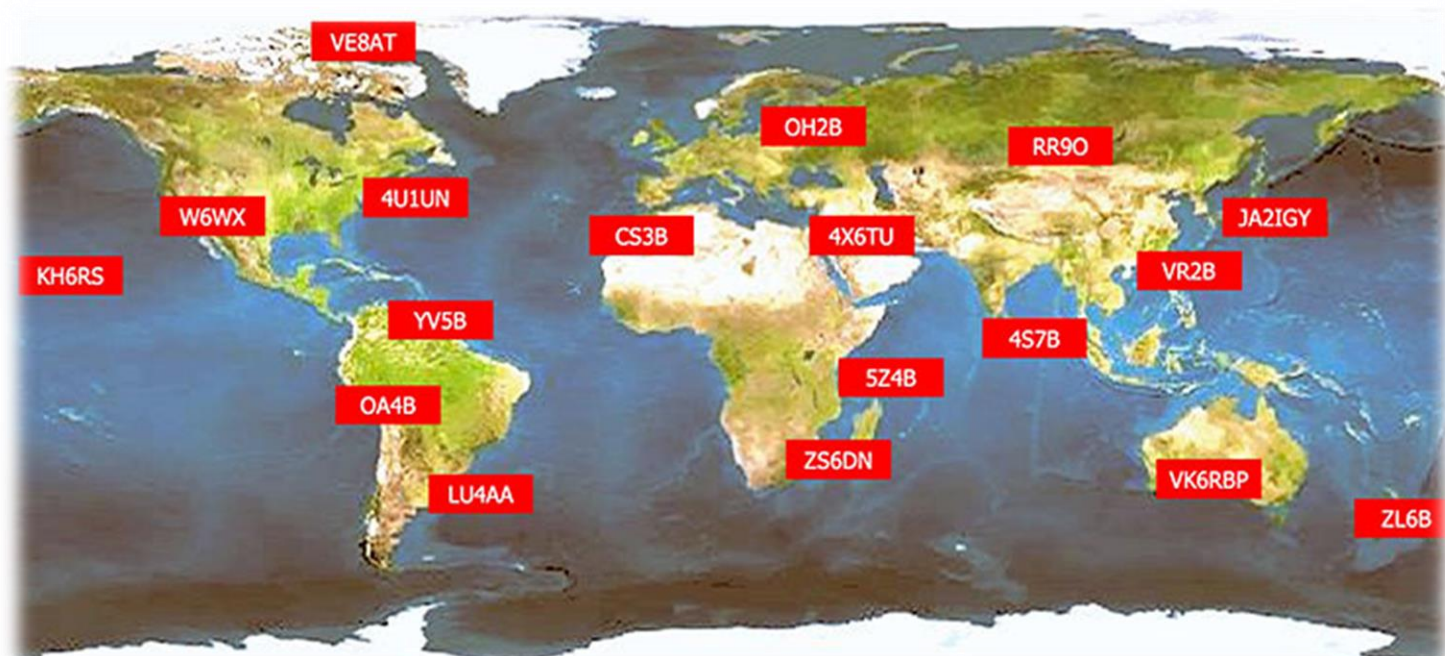 VE8AT
OH2B
RR9O
4U1UN
W6WX
JA2IGY
CS3B
4X6TU
KH6RS
VR2B
YV5B
4S7B
5Z4B
OA4B
ZS6DN
VK6RBP
LU4AA
ZL6B